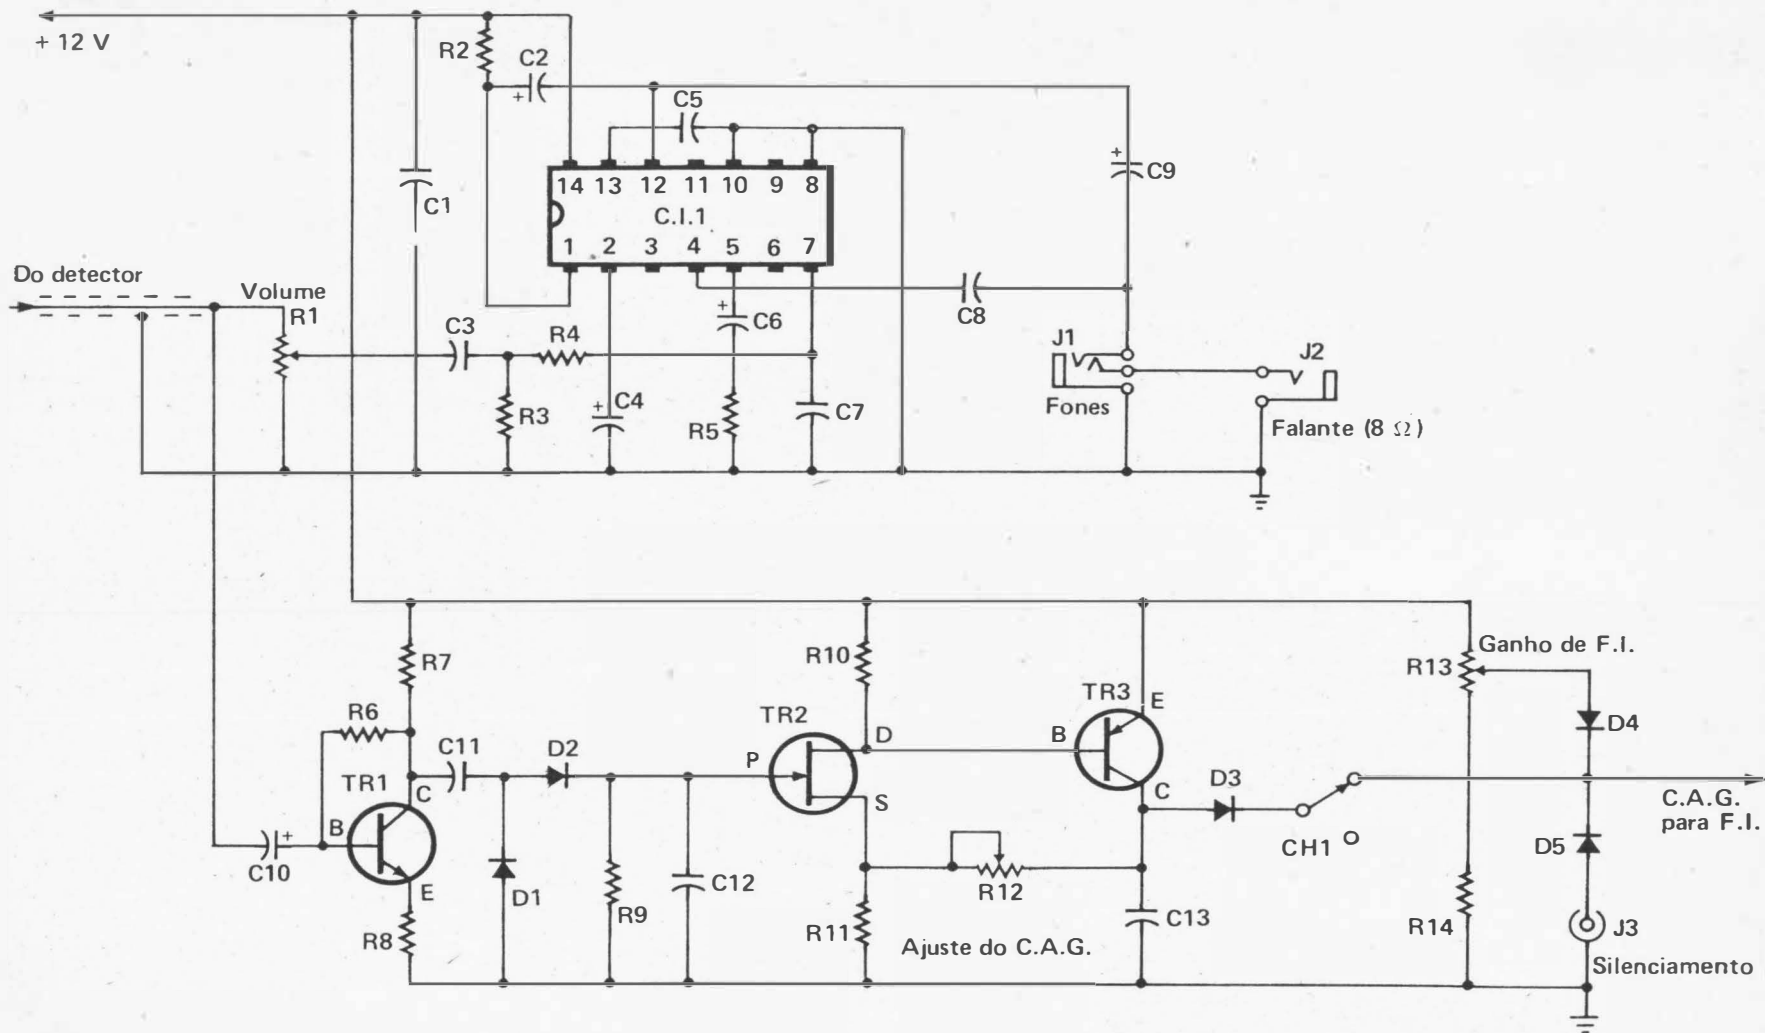 + 12 V
R2
C2
+
C5
14 13 12 11 10 9 8
C.I.1
1 2 3 4 5 6 7
C1
+
C9
Do detector
Volume
R1
C3
R4
+
C6
C8
J1
J2
R3
+
C4
R5
C7
Fones
Falante (8 Ω)
R7
R10
R13
Ganho de F.I.
R6
TR2
TR3
E
D4
C11
D2
P
D
B
TR1
C
S
D3
C
C.A.G.
para F.I.
B
+
C10
E
D1
R9
C12
R12
CH1
D5
R8
R11
Ajuste do C.A.G.
C13
R14
J3
Silenciamento